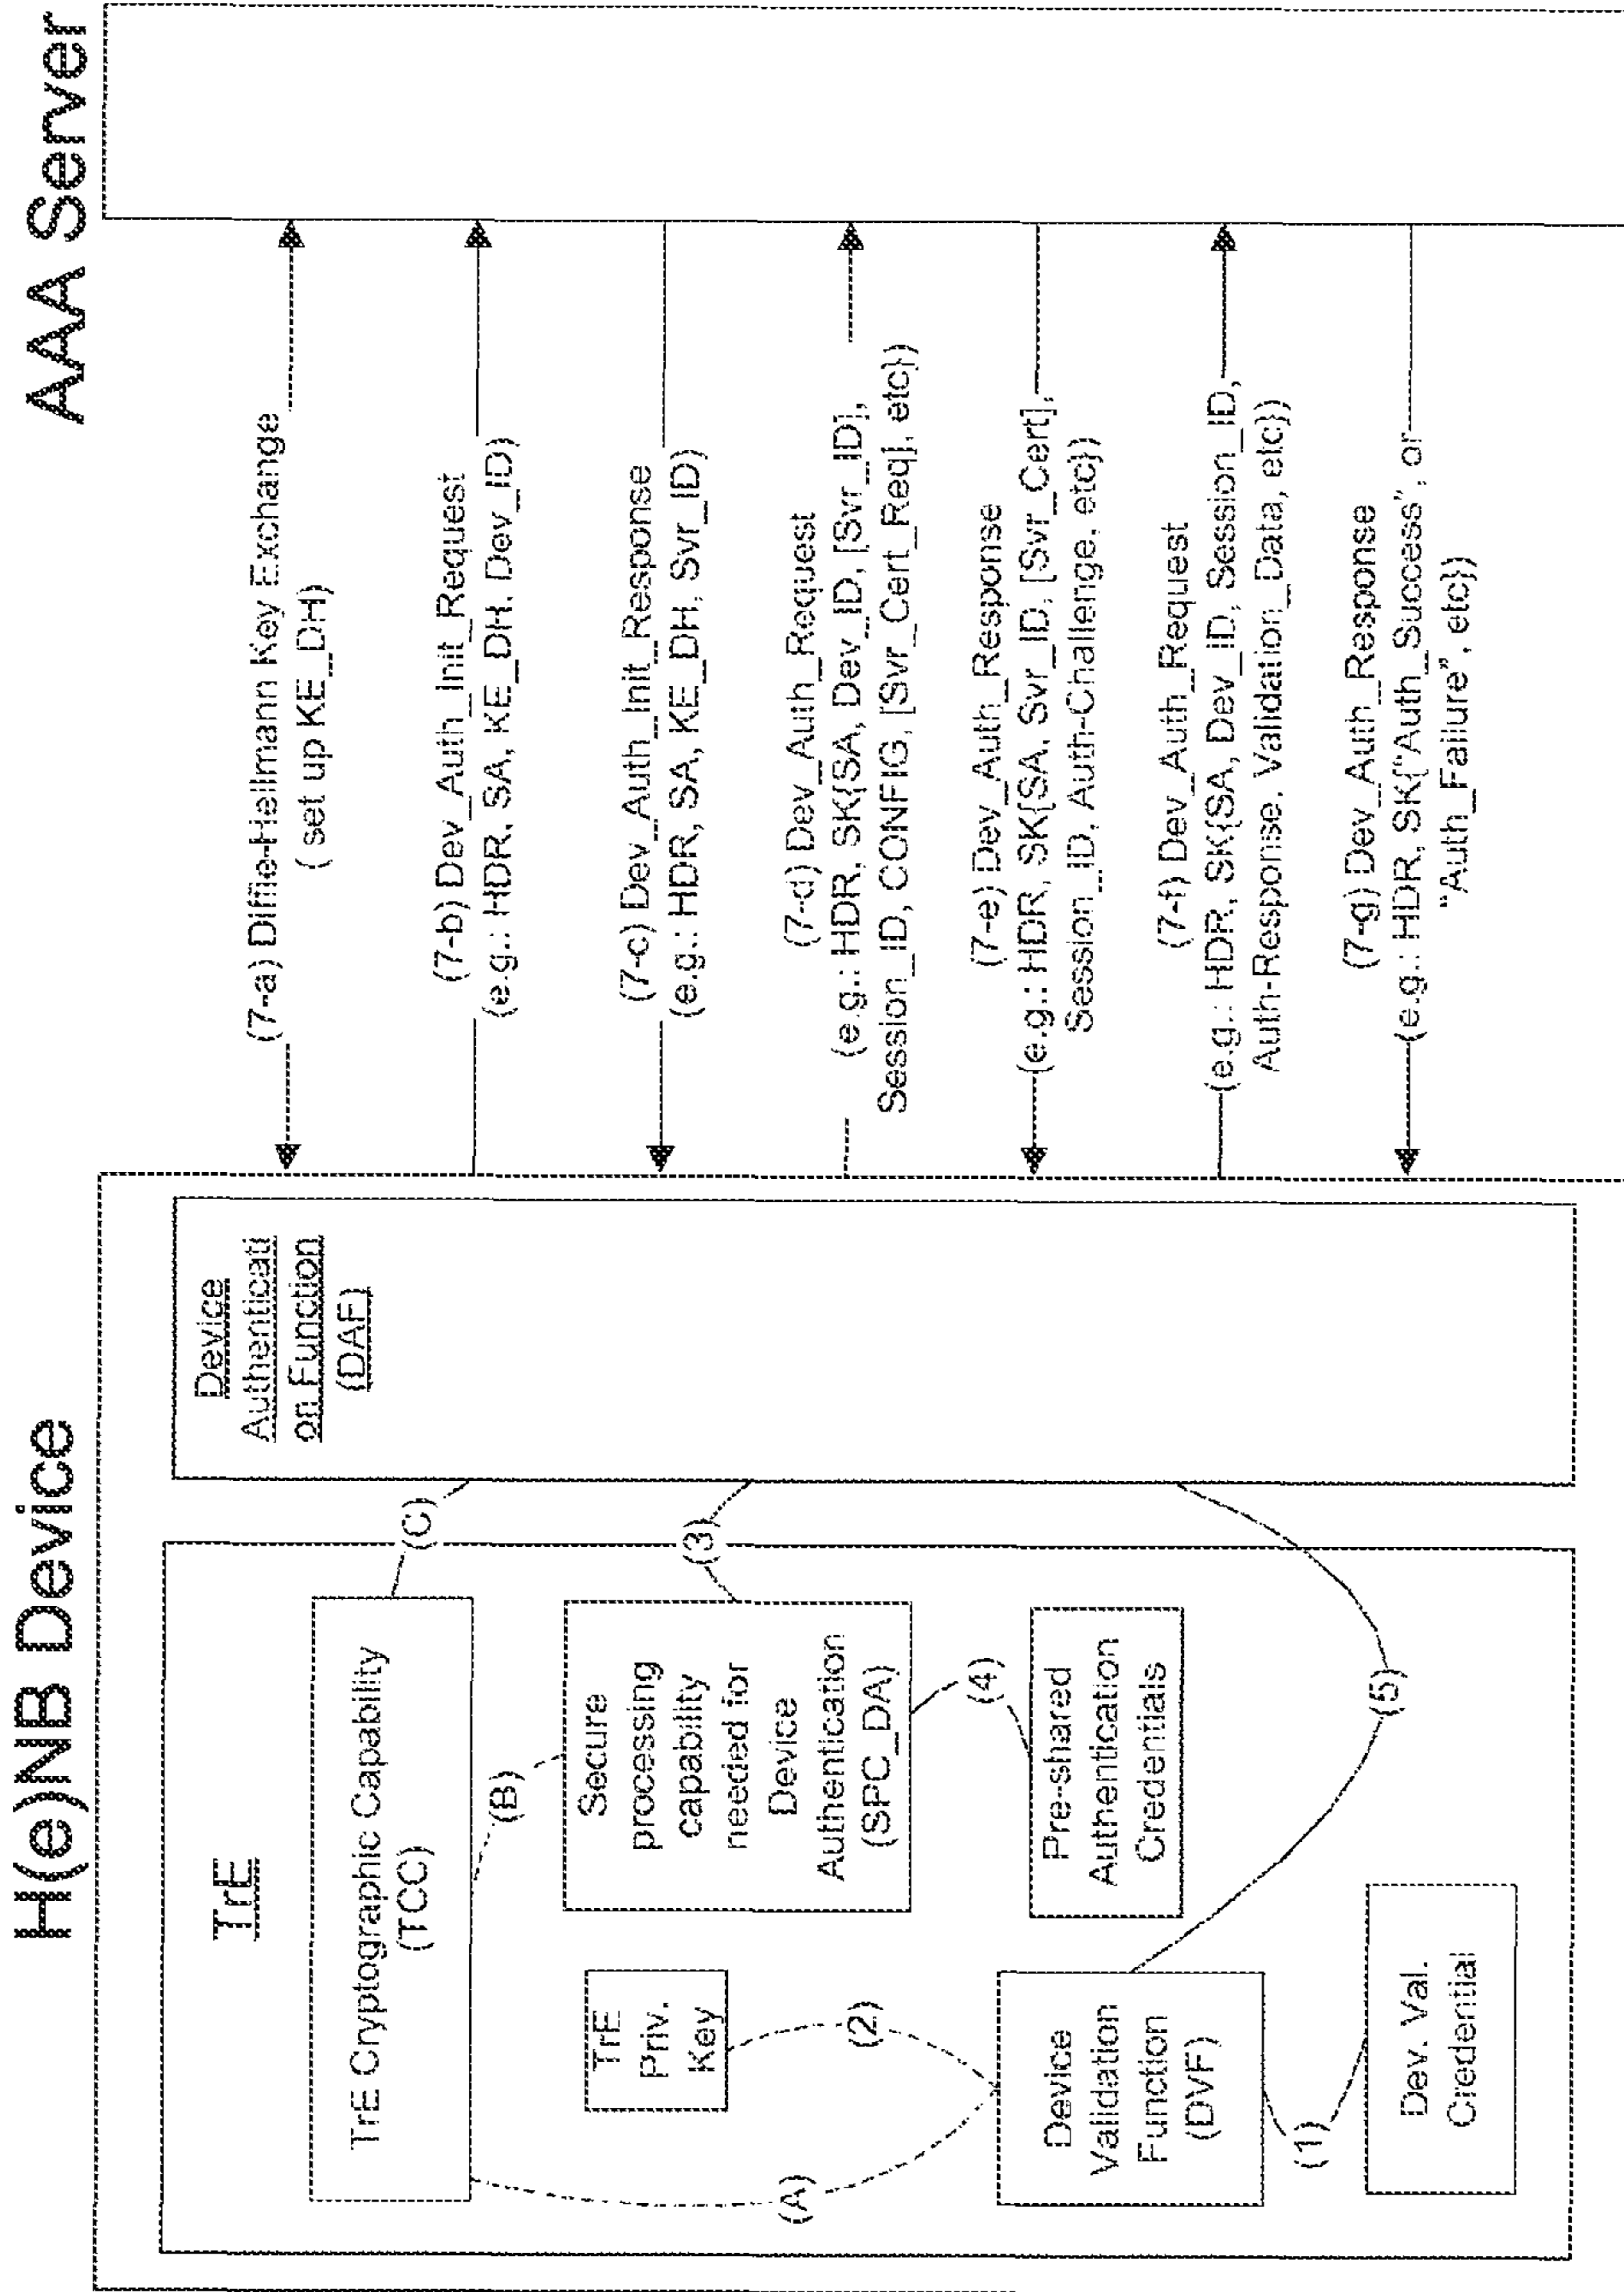 H(e)NB Device
AAA Server
TrE
TrE Cryptographic Capability
(TCC)
(A)
(B)
(C)
TrE
Priv.
Key
(2)
Secure
processing
capability
needed for
Device
Authentication
(SPC_DA)
(3)
(4)
Pre-shared
Authentication
Credentials
Device
Validation
Function
(DVF)
(1)
Dev. Val.
Credential
(5)
Device
Authenticati
on Function
(DAF)
(7-a) Diffie-Hellmann Key Exchange
( set up KE_DH)
(7-b) Dev_Auth_Init_Request
(e.g.: HDR, SA, KE_DH, Dev_ID)
(7-c) Dev_Auth_Init_Response
(e.g.: HDR, SA, KE_DH, Svr_ID)
(7-d) Dev_Auth_Request
(e.g.: HDR, SK{SA, Dev_ID, [Svr_ID],
Session_ID, CONFIG, [Svr_Cert_Req], etc})
(7-e) Dev_Auth_Response
(e.g.: HDR, SK{SA, Svr_ID, [Svr_Cert],
Session_ID, Auth-Challenge, etc})
(7-f) Dev_Auth_Request
(e.g.: HDR, SK{SA, Dev_ID, Session_ID,
Auth-Response, Validation_Data, etc})
(7-g) Dev_Auth_Response
(e.g.: HDR, SK{"Auth_Success", or
"Auth_Failure", etc})